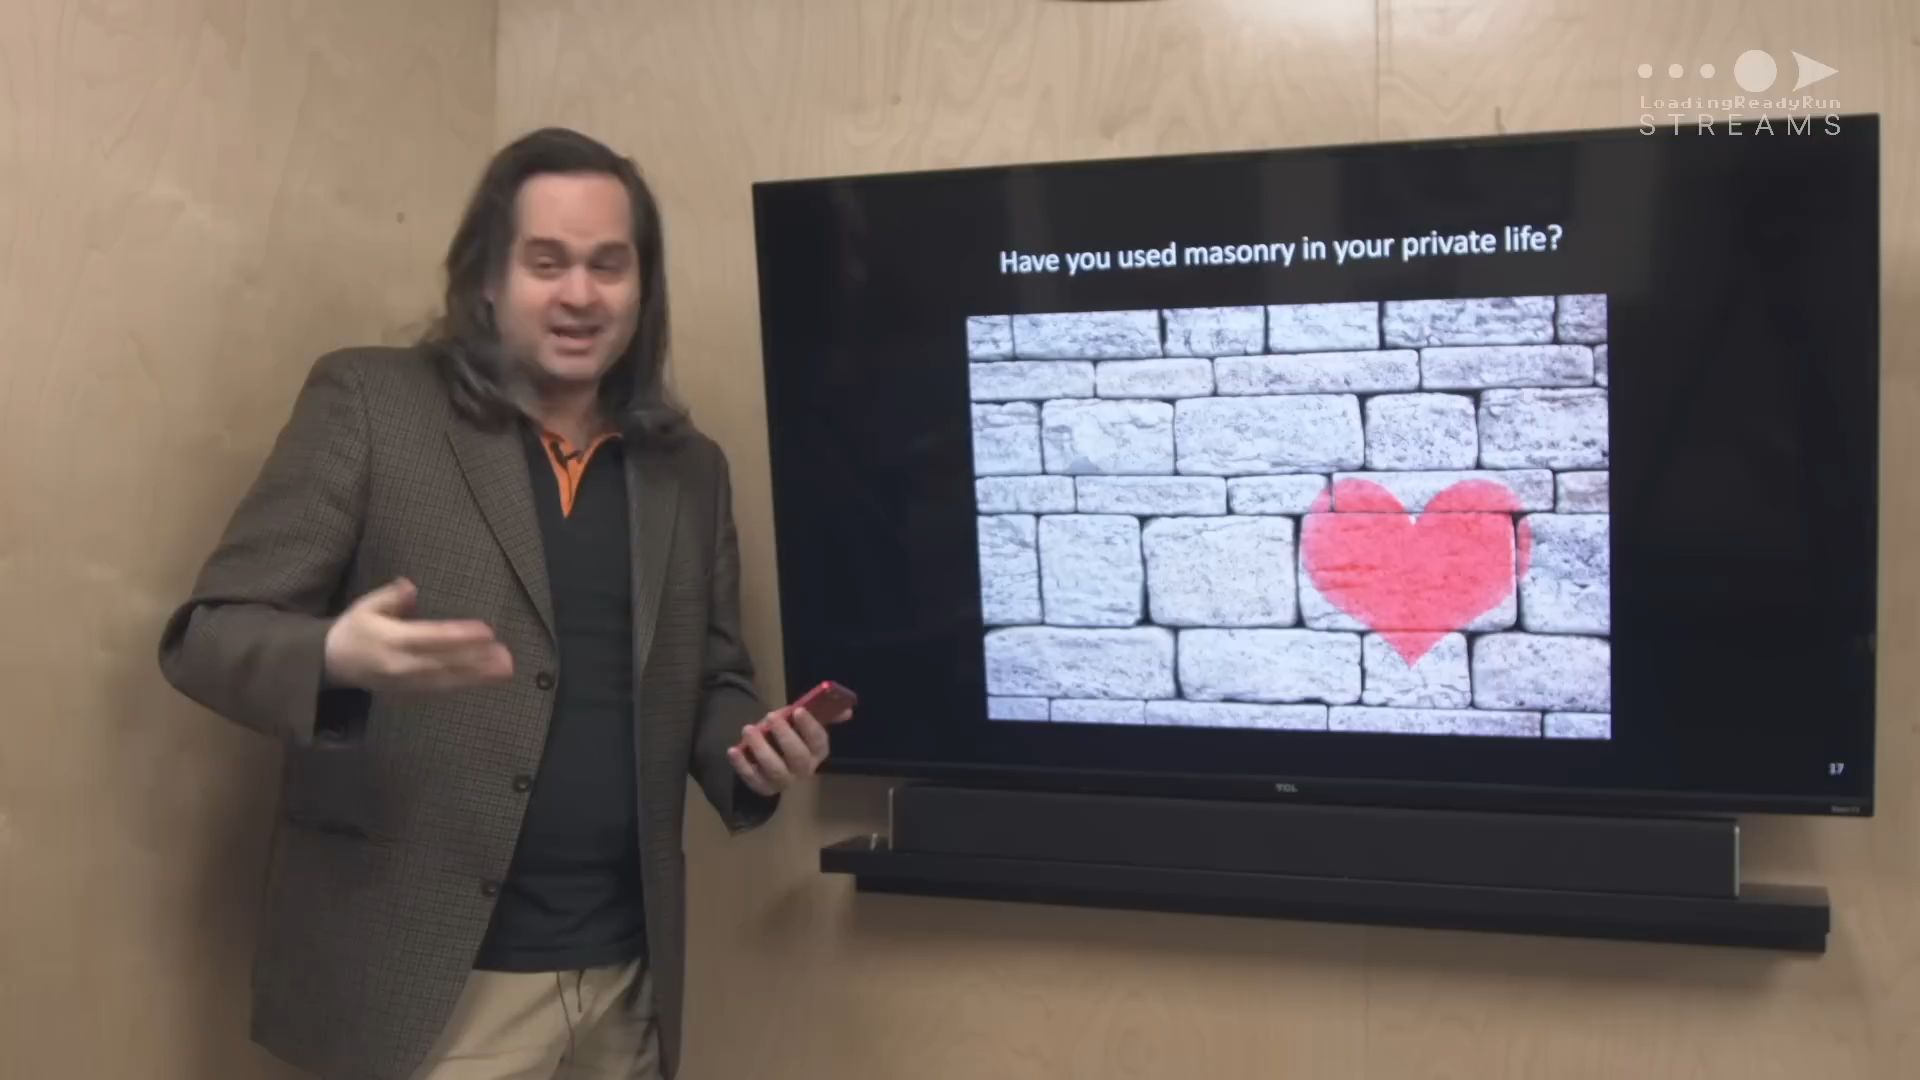 LoadingReadyRun
STREAMS
Have you used masonry in your private life?
17
TCL